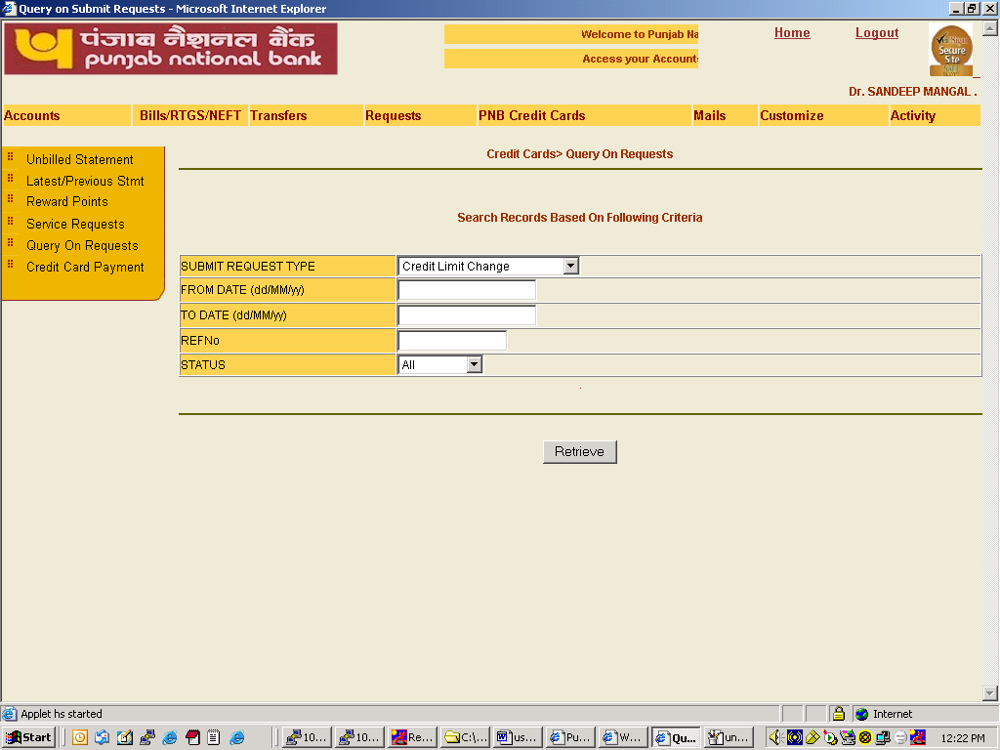 Query on Submit Requests - Microsoft Internet Explorer
पंजाब नैशनल बैंक
punjab national bank
Welcome to Punjab Na
Access your Account
Home Logout
VeriSign
Secure
Site
Dr. SANDEEP MANGAL .
Accounts Bills/RTGS/NEFT Transfers Requests PNB Credit Cards Mails Customize Activity
Unbilled Statement
Latest/Previous Stmt
Reward Points
Service Requests
Query On Requests
Credit Card Payment
Credit Cards> Query On Requests
Search Records Based On Following Criteria
SUBMIT REQUEST TYPE Credit Limit Change
FROM DATE (dd/MM/yy)
TO DATE (dd/MM/yy)
REFNo
STATUS All
Retrieve
Applet hs started Internet
Start 10... 10... Re... C:\... us... Pu... W... Qu... un... 12:22 PM